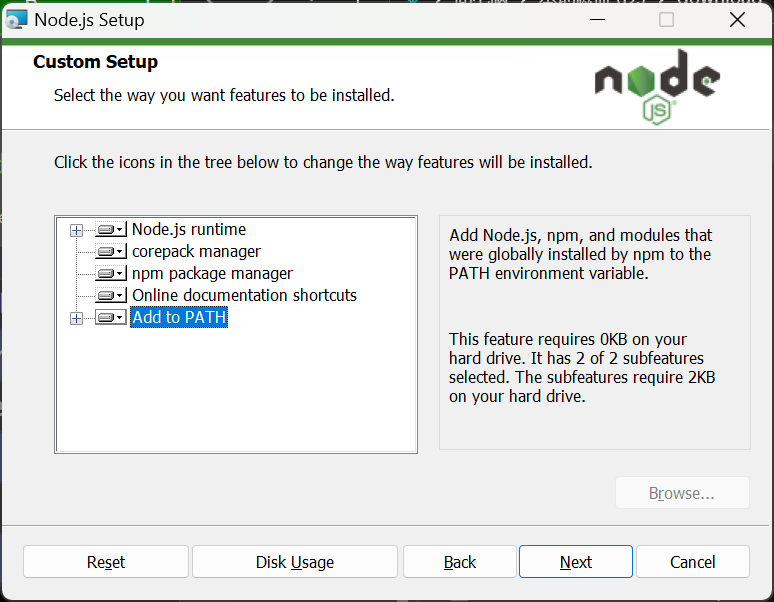 Node.js Setup
Custom Setup
Select the way you want features to be installed.
node
JS
Click the icons in the tree below to change the way features will be installed.
Node.js runtime
corepack manager
npm package manager
Online documentation shortcuts
Add to PATH
Add Node.js, npm, and modules that
were globally installed by npm to the
PATH environment variable.
This feature requires 0KB on your
hard drive. It has 2 of 2 subfeatures
selected. The subfeatures require 2KB
on your hard drive.
Browse...
Reset
Disk Usage
Back
Next
Cancel